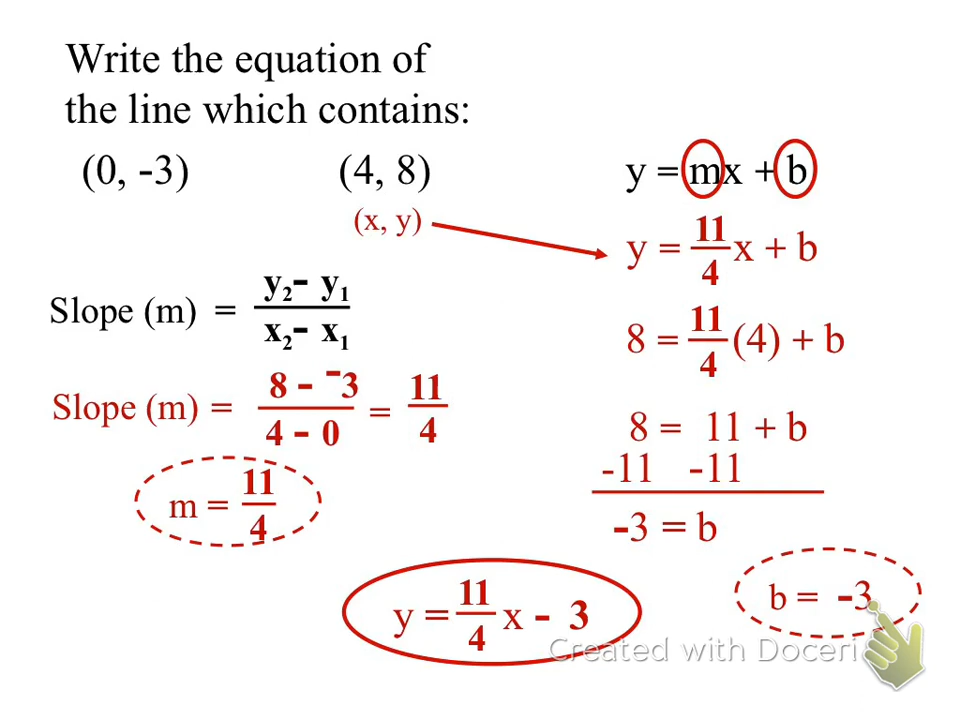 Write the equation of
the line which contains:
(0, -3) (4, 8)
(x, y)
Slope (m) = y₂- y₁ / x₂- x₁
Slope (m) = 8 - -3 / 4 - 0 = 11/4
m = 11/4
y = mx + b
y = 11/4 x + b
8 = 11/4 (4) + b
8 = 11 + b
-11 -11
-3 = b
b = -3
y = 11/4 x - 3
Created with Doceri